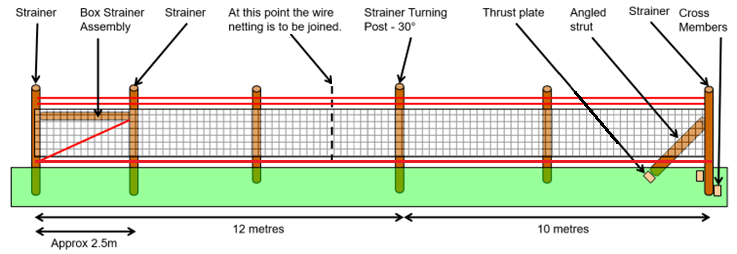 Strainer
Box Strainer
Assembly
Strainer
At this point the wire
netting is to be joined.
Strainer Turning
Post - 30°
Thrust plate
Angled
strut
Strainer
Cross
Members
12 metres
10 metres
Approx 2.5m